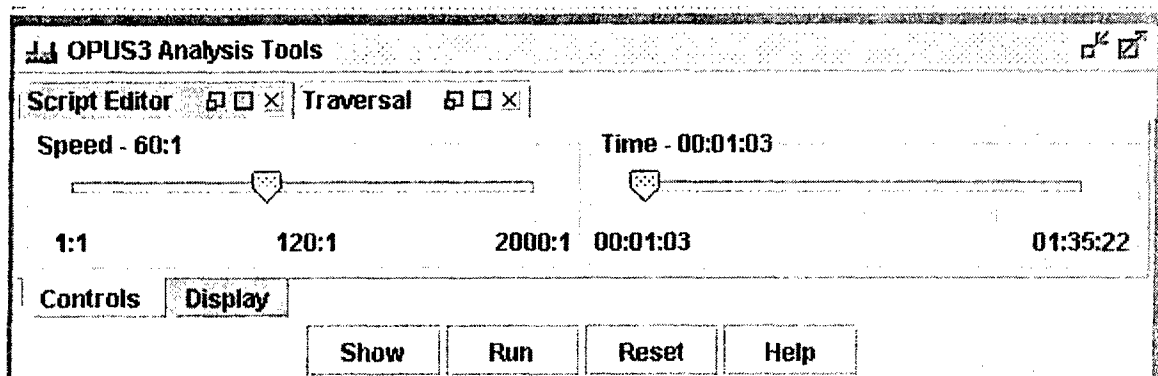 OPUS3 Analysis Tools
Script Editor Traversal
Speed - 60:1 Time - 00:01:03
1:1 120:1 2000:1 00:01:03 01:35:22
Controls Display
Show Run Reset Help